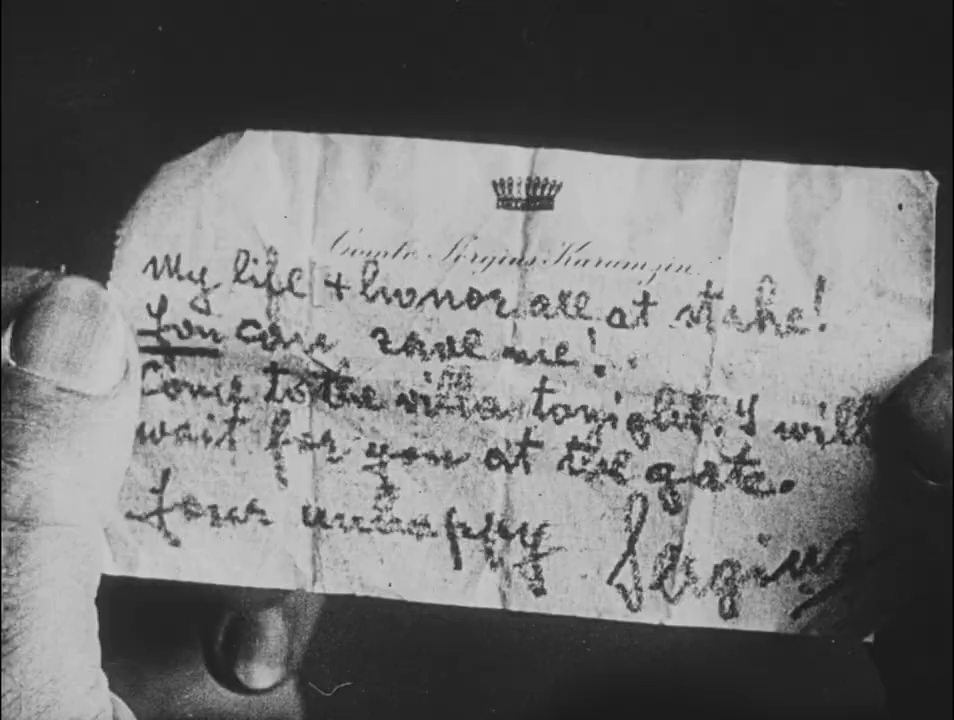 Comte Sergius Karamzin.
My life + honor all at stake!
You can save me!
Come to the villa tonight. I will
wait for you at the gate.
Your unhappy Sergius